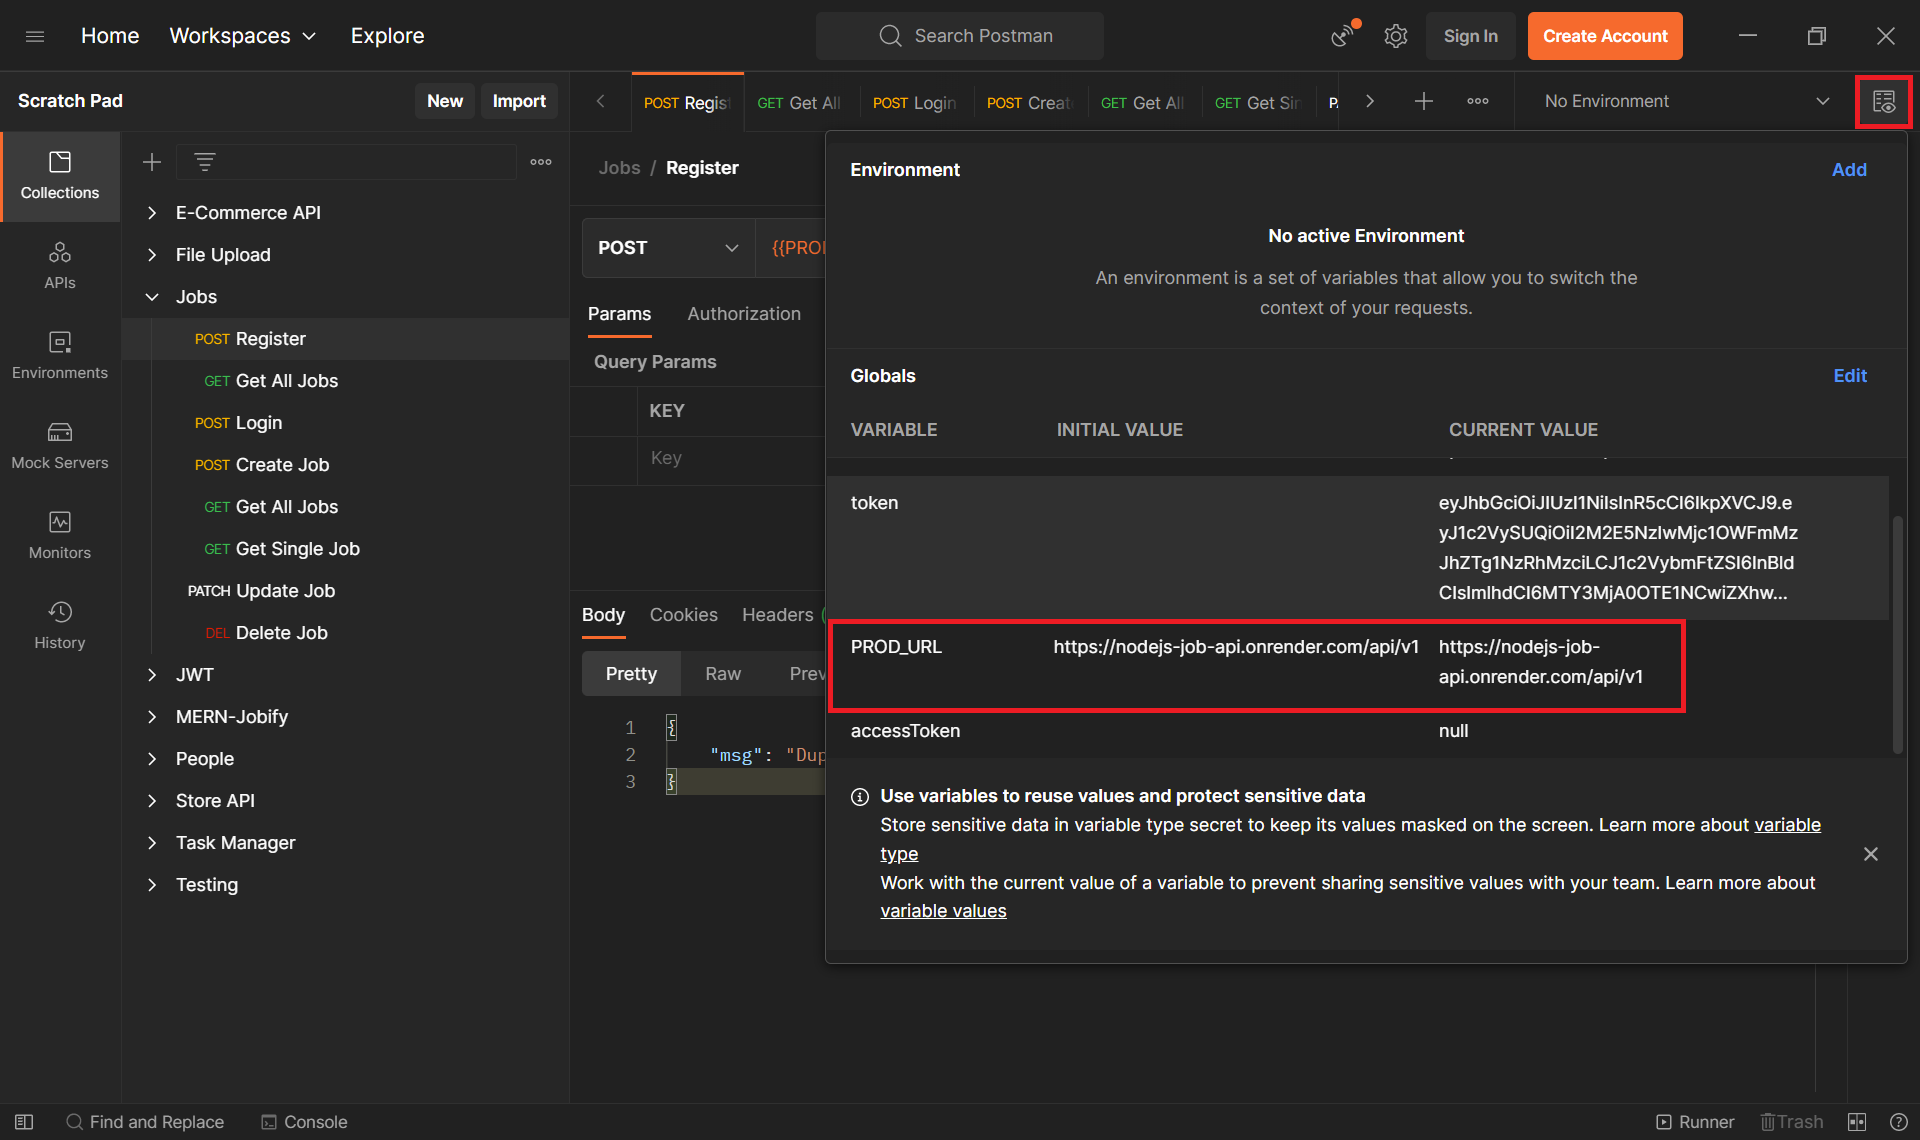 Home Workspaces Explore Search Postman Sign In Create Account
Scratch Pad New Import POST Regist GET Get All POST Login POST Creat GET Get All GET Get Sin P. No Environment
Collections
APIs
Environments
Mock Servers
Monitors
History
E-Commerce API
File Upload
Jobs
POST Register
GET Get All Jobs
POST Login
POST Create Job
GET Get All Jobs
GET Get Single Job
PATCH Update Job
DEL Delete Job
JWT
MERN-Jobify
People
Store API
Task Manager
Testing
Jobs / Register
POST {{PROD
Params Authorization
Query Params
KEY
Key
Body Cookies Headers (
Pretty Raw Prev
1 {
2 "msg": "Dup
3 }
Environment Add
No active Environment
An environment is a set of variables that allow you to switch the
context of your requests.
Globals Edit
VARIABLE INITIAL VALUE CURRENT VALUE
token
eyJhbGciOiJIUzI1NiIsInR5cCI6IkpXVCJ9.e
yJ1c2VySUQiOiI2M2E5NzIwMjc1OWFmMz
JhZTg1NzRhMzciLCJ1c2VybmFtZSI6InBld
CIsImlhdCI6MTY3MjA0OTE1NCwiZXhw...
PROD_URL https://nodejs-job-api.onrender.com/api/v1 https://nodejs-job-
api.onrender.com/api/v1
accessToken null
Use variables to reuse values and protect sensitive data
Store sensitive data in variable type secret to keep its values masked on the screen. Learn more about variable
type
Work with the current value of a variable to prevent sharing sensitive values with your team. Learn more about
variable values
Find and Replace Console Runner Trash